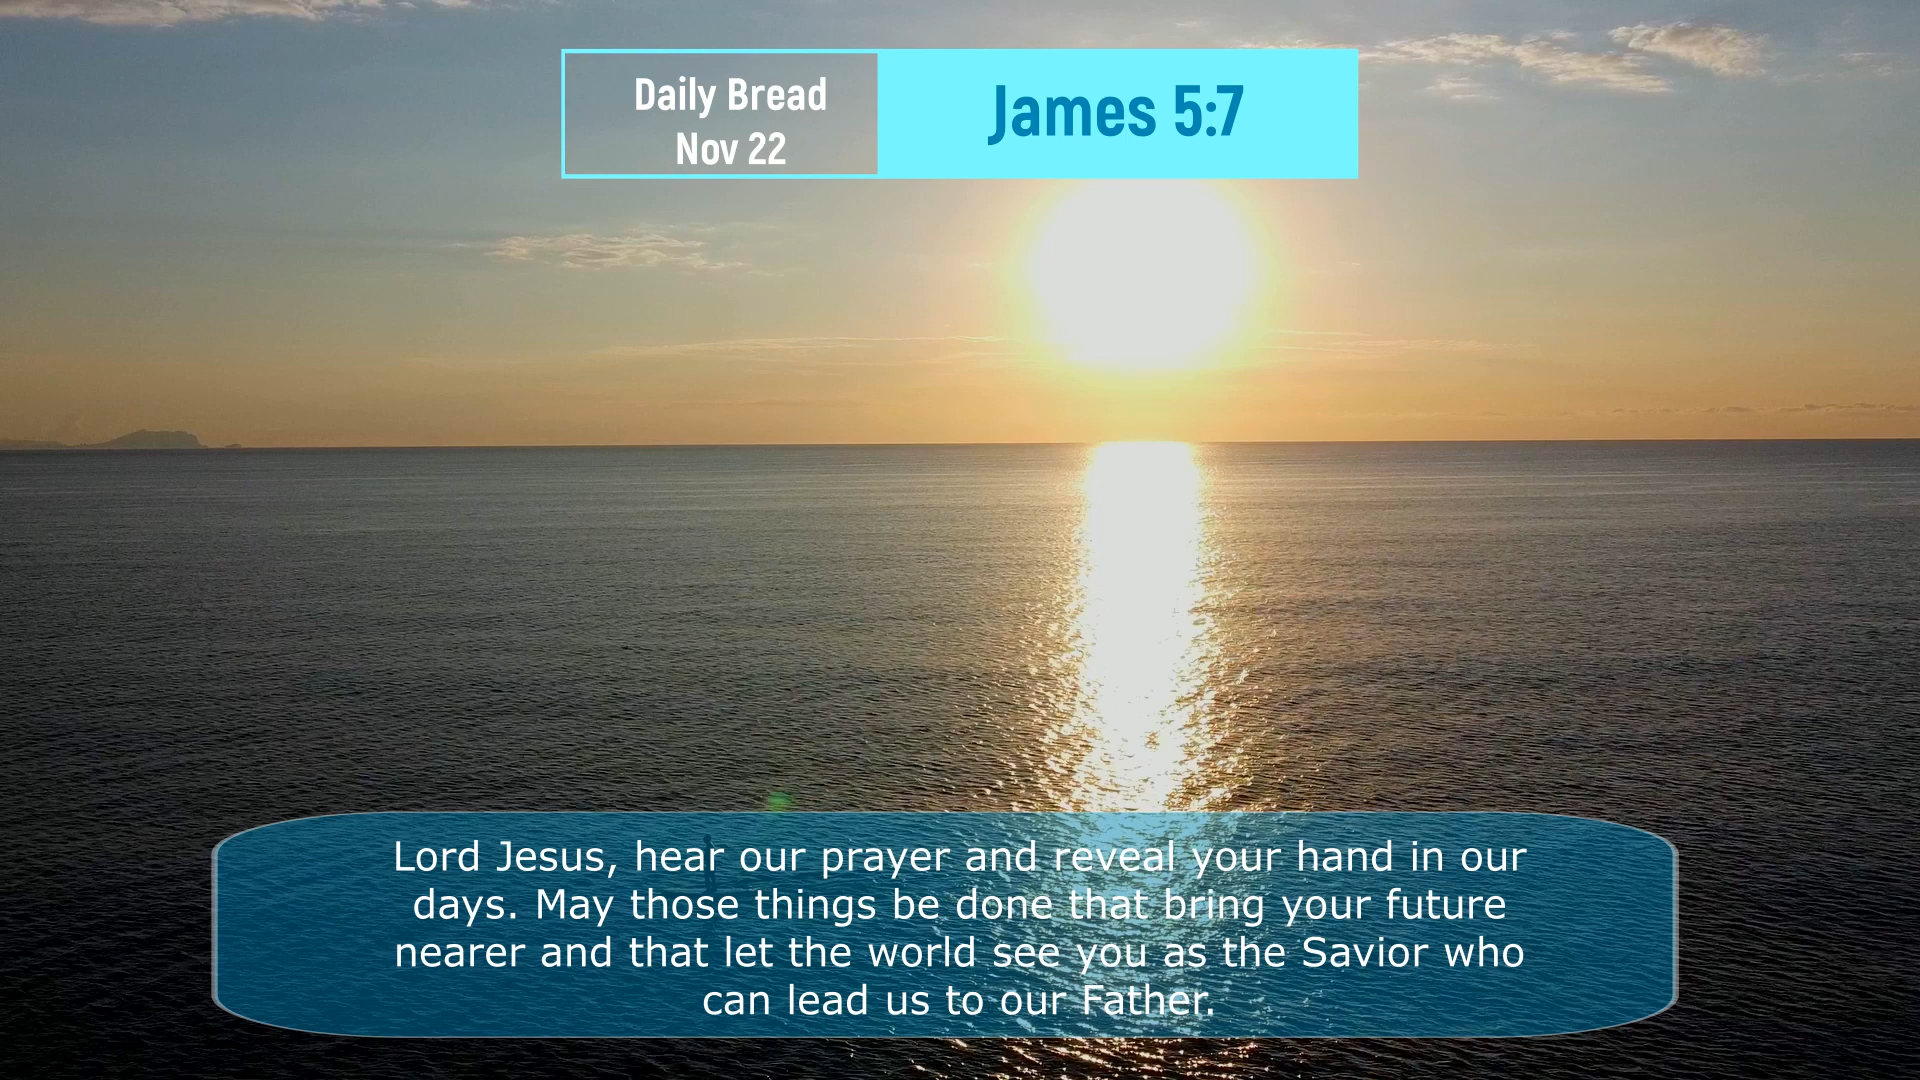 Daily Bread
Nov 22
James 5:7
Lord Jesus, hear our prayer and reveal your hand in our
days. May those things be done that bring your future
nearer and that let the world see you as the Savior who
can lead us to our Father.